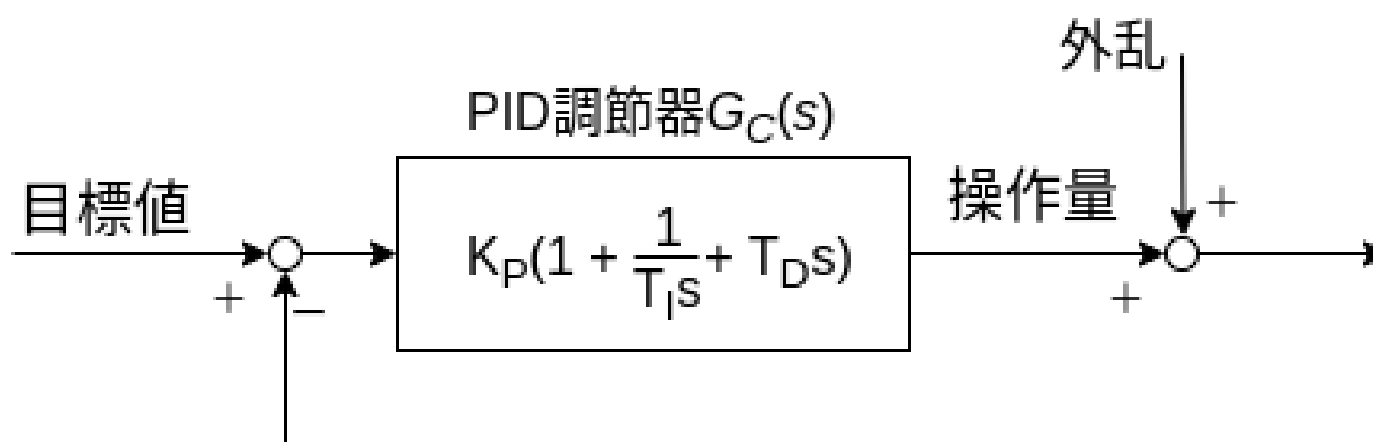 外乱
PID調節器G_C(s)
目標値
操作量
+
K_P(1 + \frac{1}{T_I s} + T_D s)
+
−
+